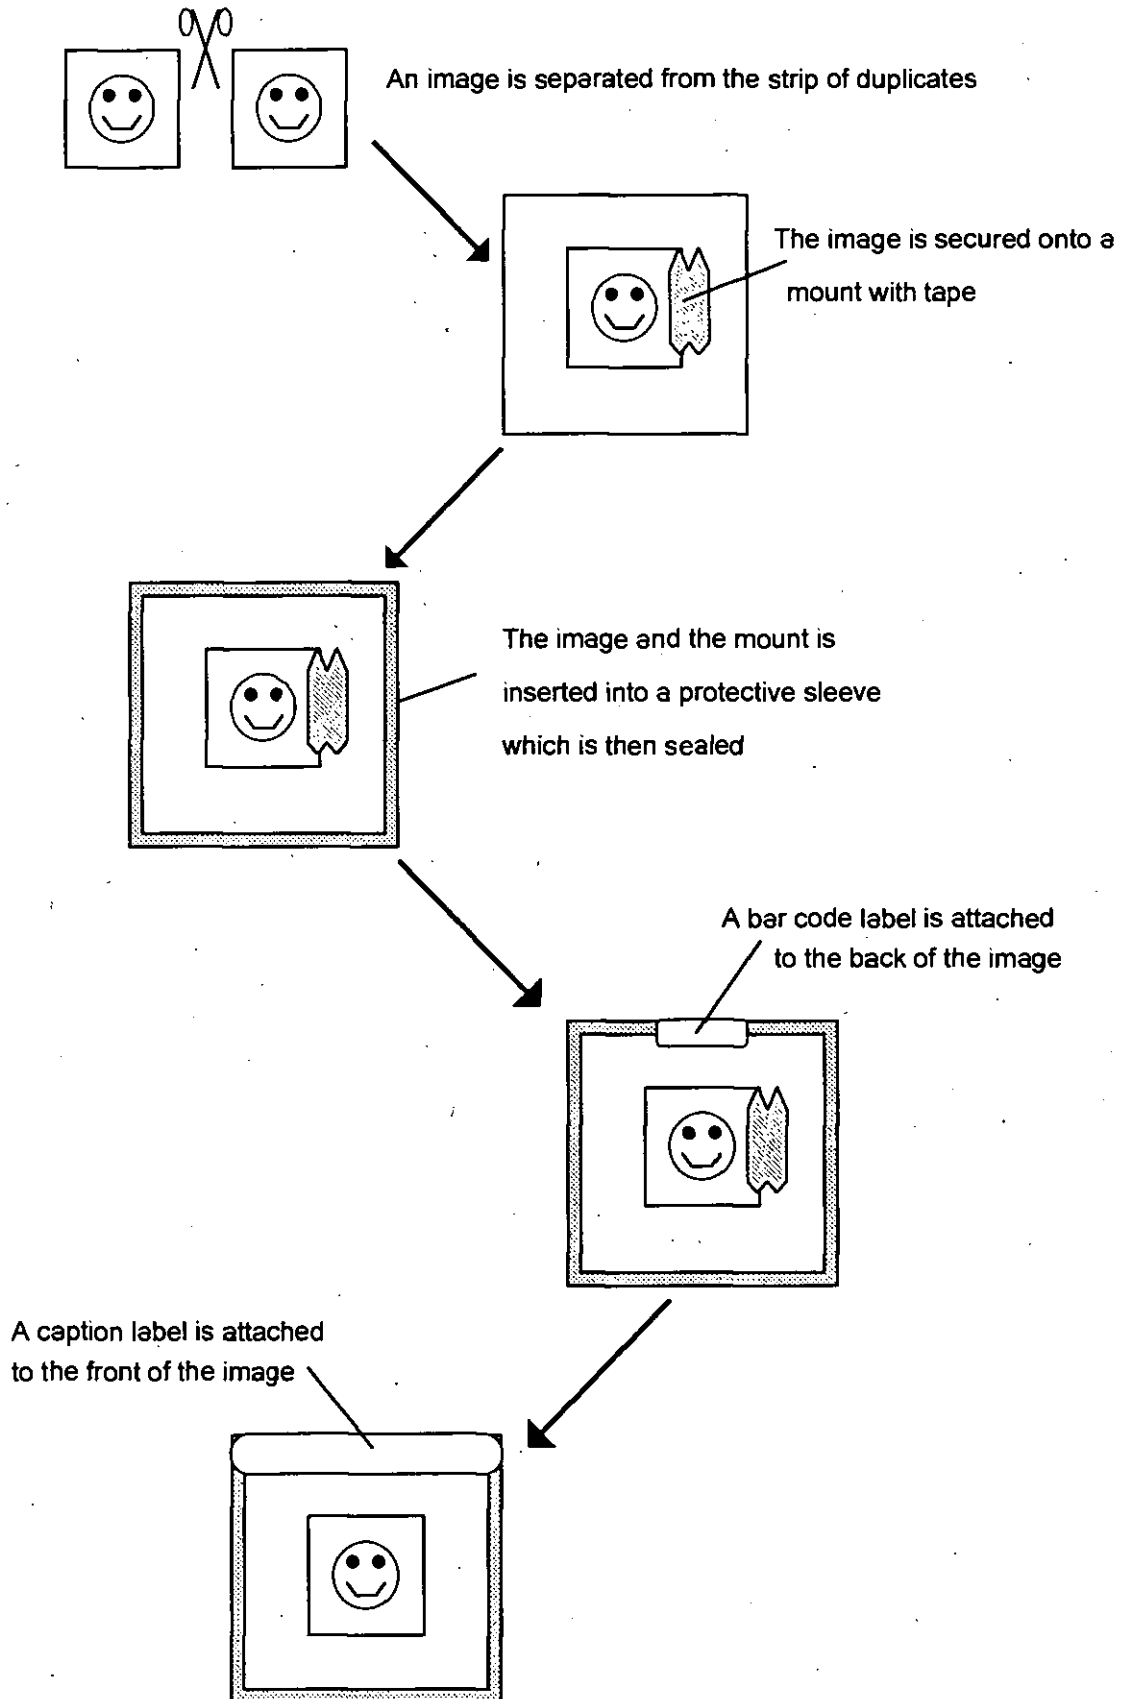 An image is separated from the strip of duplicates
The image is secured onto a
mount with tape
The image and the mount is
inserted into a protective sleeve
which is then sealed
A bar code label is attached
to the back of the image
A caption label is attached
to the front of the image